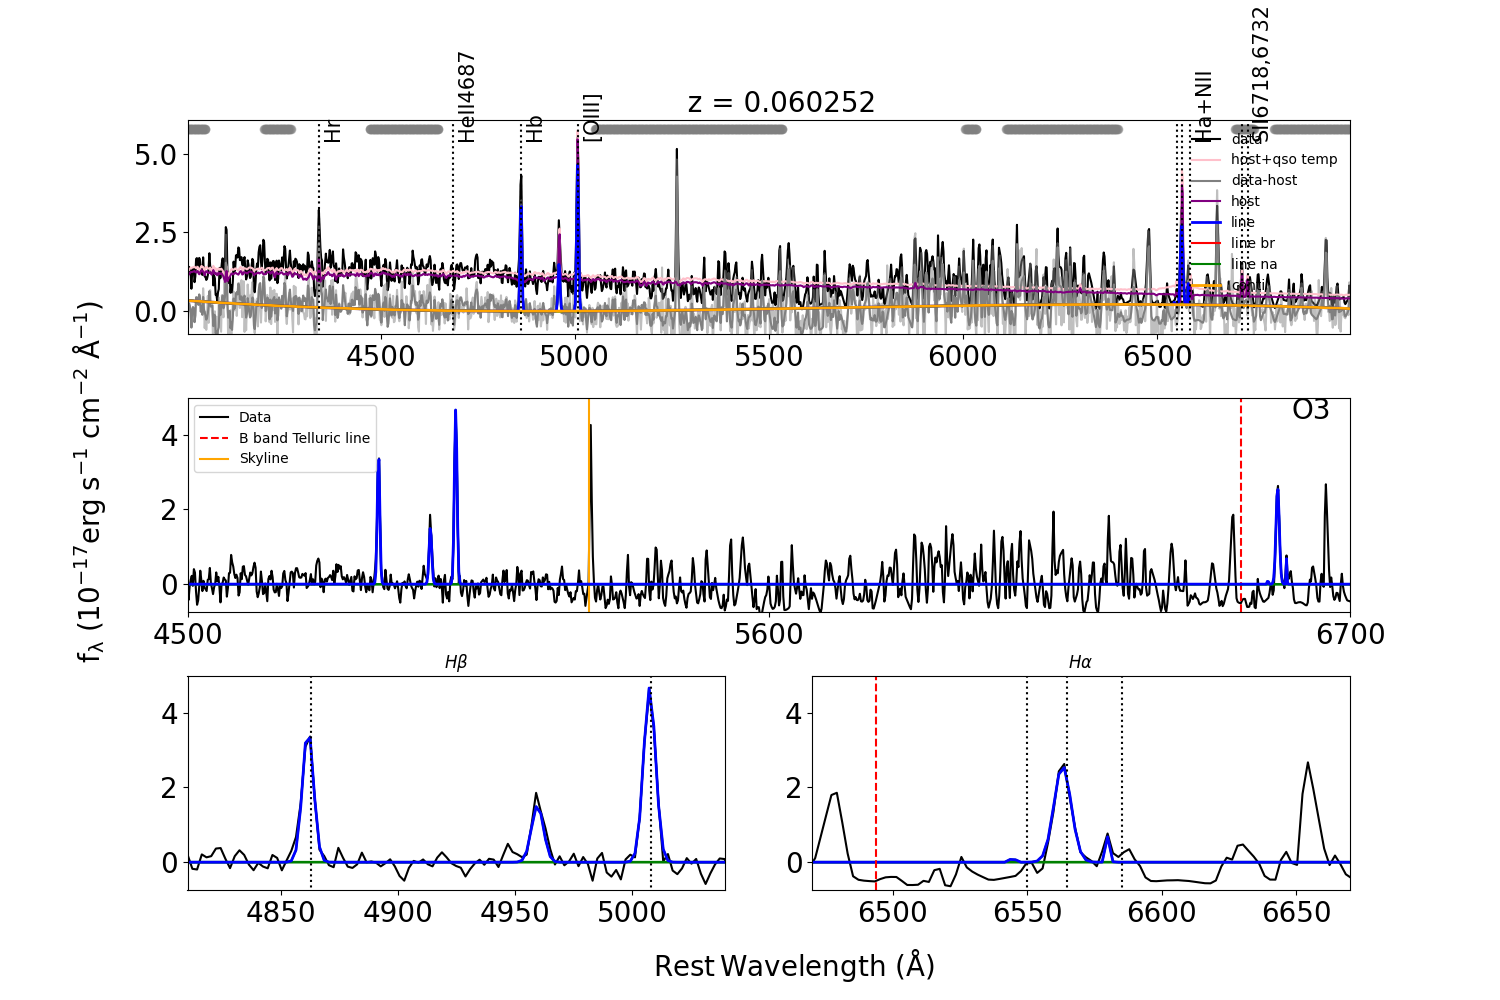 z = 0.060252
Hr
HeII4687
Hb
[OIII]
Ha+NII
SII6718,6732
data
host+qso temp
data-host
host
line
line br
line na
conti
5.0
2.5
0.0
4500 5000 5500 6000 6500
fλ (10−17erg s−1 cm−2 Å−1)
Data
B band Telluric line
Skyline
O3
4
2
0
4500 5600 6700
Hβ
4
2
0
4850 4900 4950 5000
Hα
4
2
0
6500 6550 6600 6650
Rest Wavelength (Å)